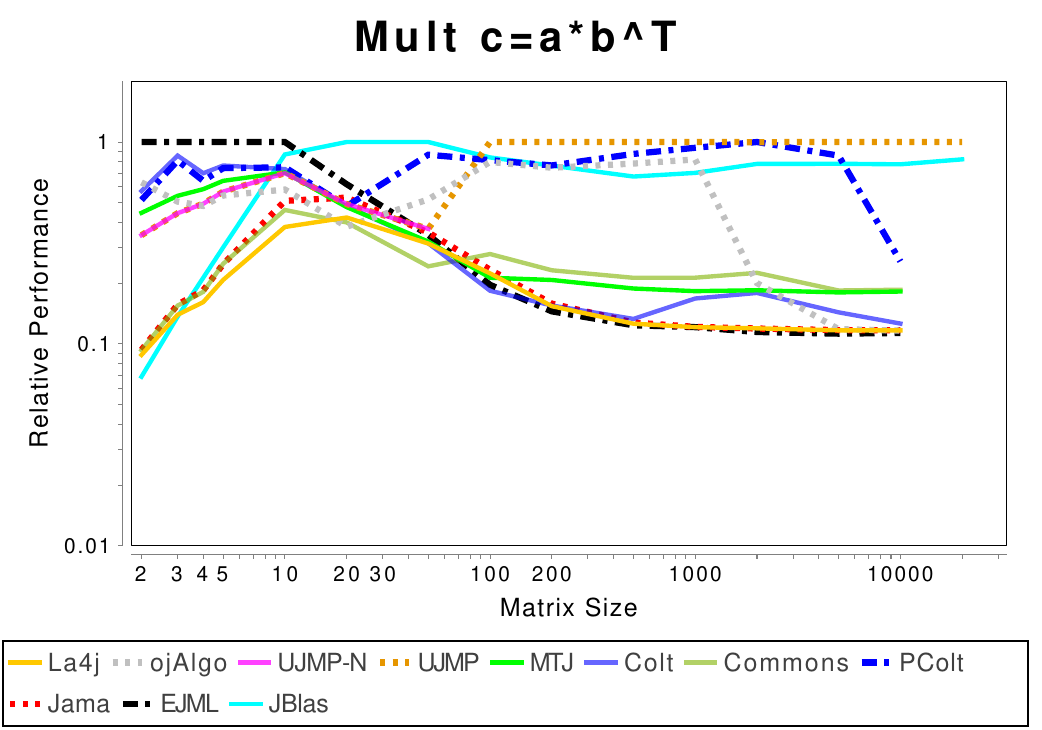 Mult c=a*b^T
Relative Performance
1
0.1
0.01
2 3 4 5 10 20 30 100 200 1000 10000
Matrix Size
La4j ojAlgo UJMP-N UJMP MTJ Colt Commons PColt
Jama EJML JBlas